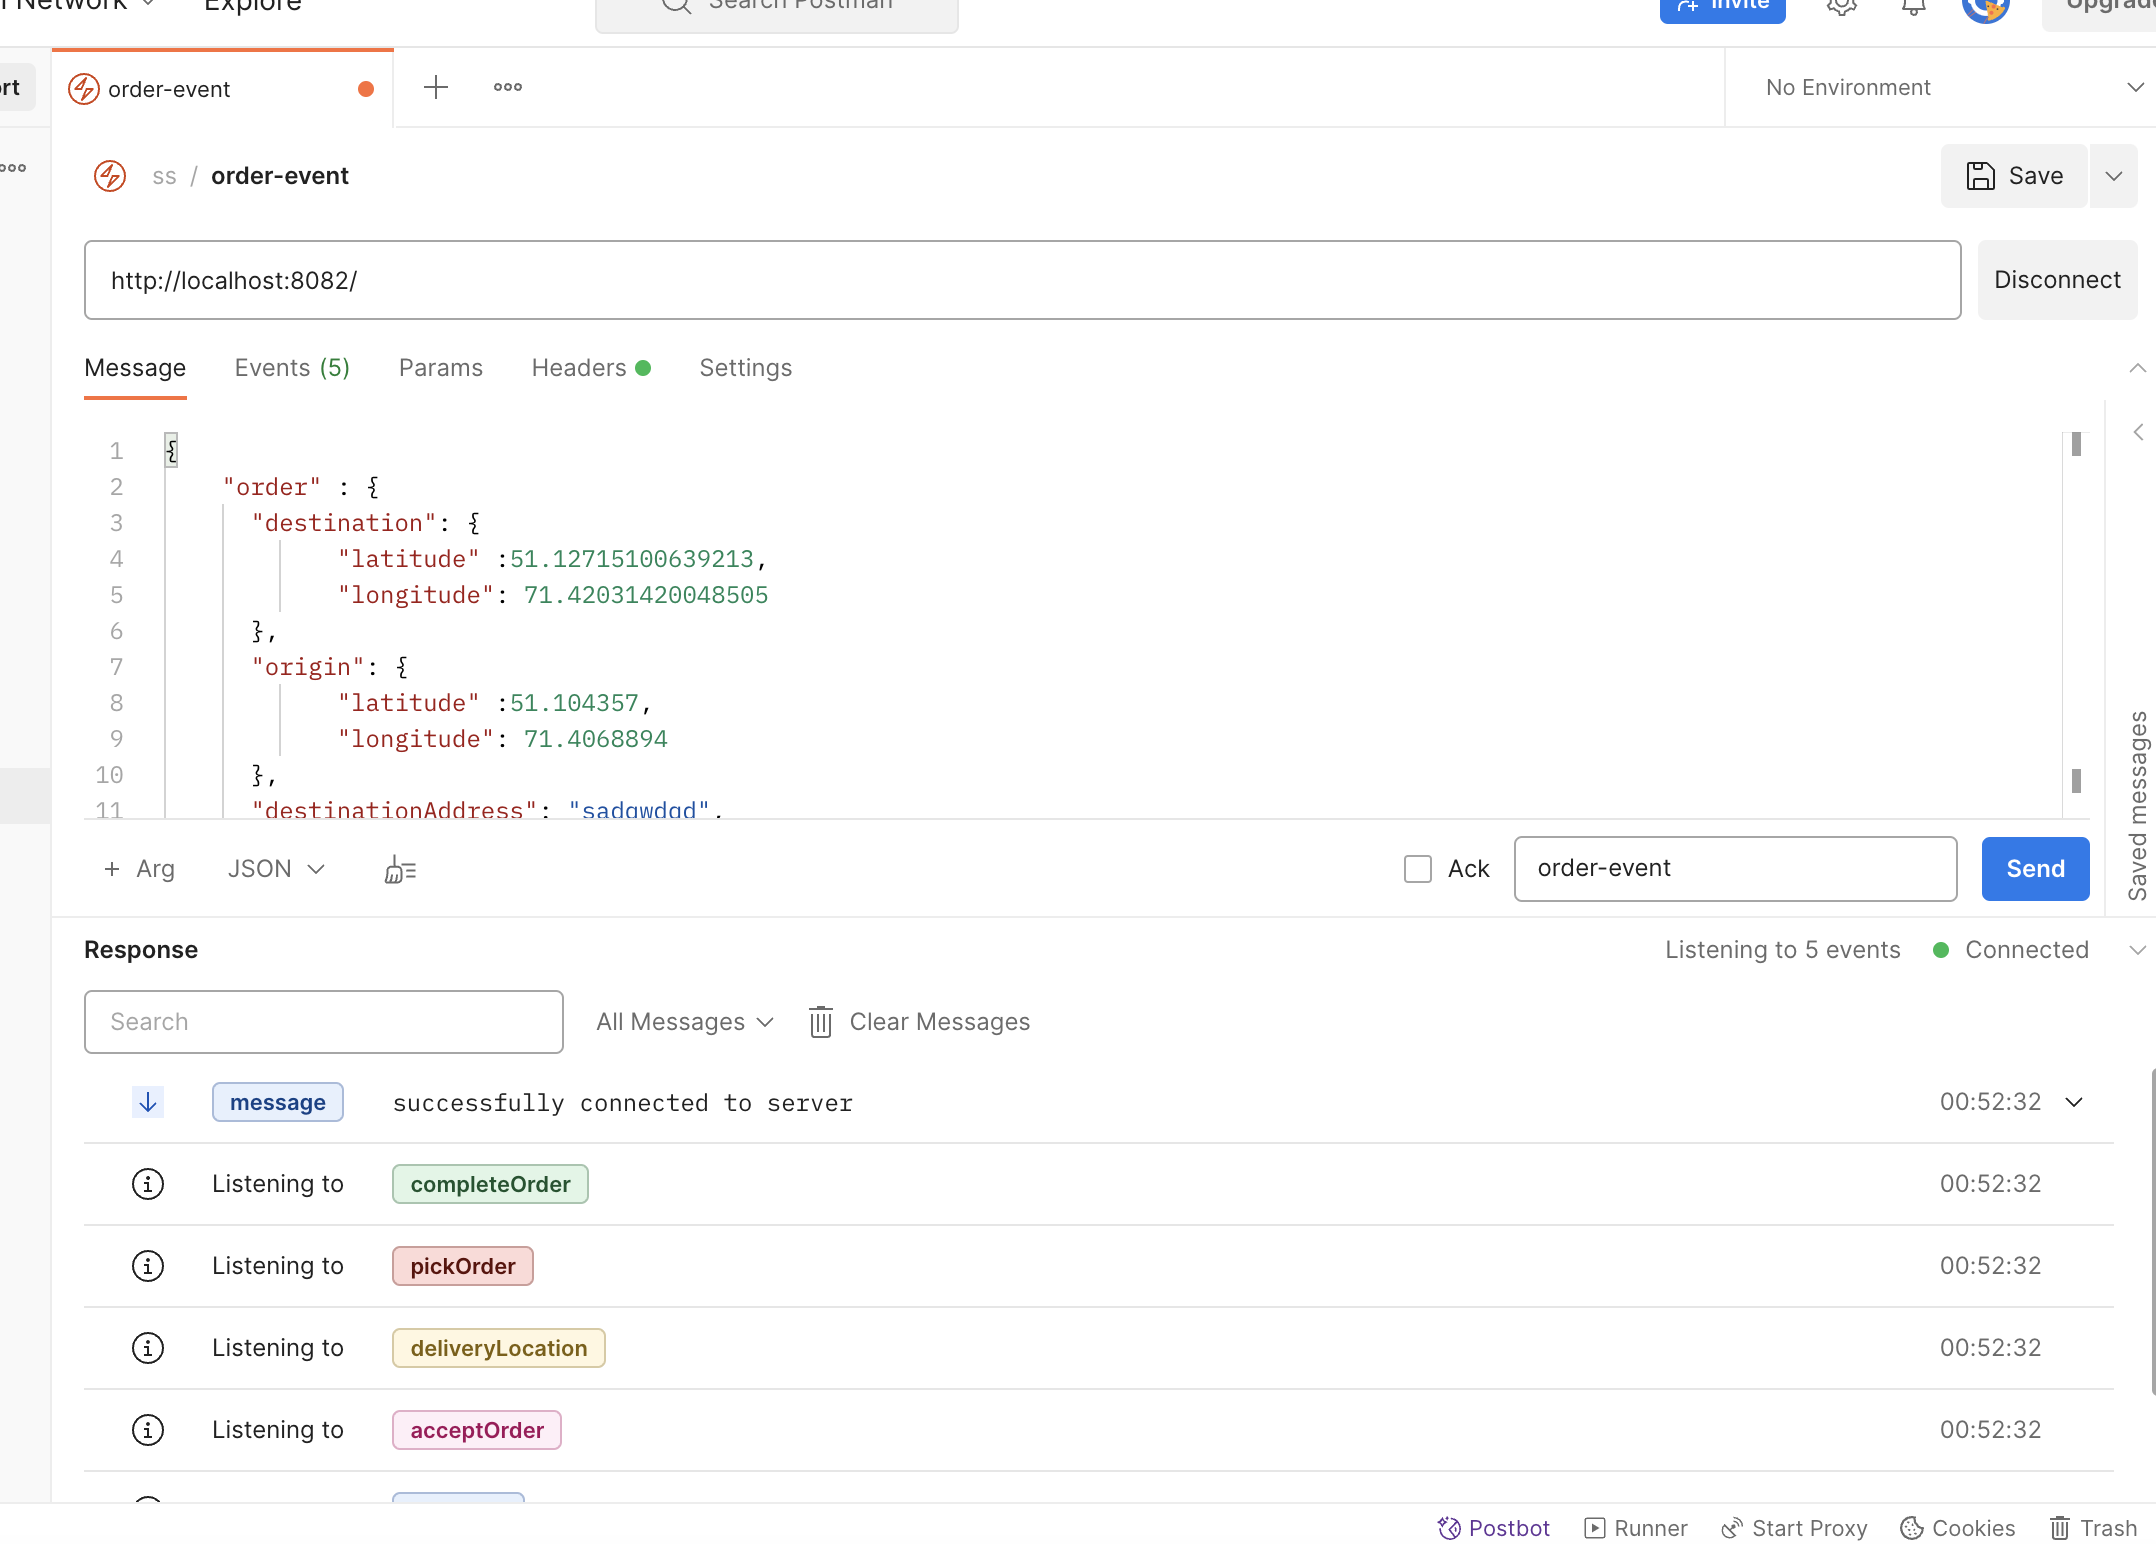 Network Explore Search Postman Invite Upgrade
order-event No Environment
ss / order-event Save
http://localhost:8082/ Disconnect
Message Events (5) Params Headers Settings
1 {
2 "order" : {
3 "destination": {
4 "latitude" :51.12715100639213,
5 "longitude": 71.42031420048505
6 },
7 "origin": {
8 "latitude" :51.104357,
9 "longitude": 71.4068894
10 },
11 "destinationAddress": "sadqwdqd",
Saved messages
+ Arg JSON Ack order-event Send
Response Listening to 5 events Connected
Search All Messages Clear Messages
message successfully connected to server 00:52:32
Listening to completeOrder 00:52:32
Listening to pickOrder 00:52:32
Listening to deliveryLocation 00:52:32
Listening to acceptOrder 00:52:32
Postbot Runner Start Proxy Cookies Trash